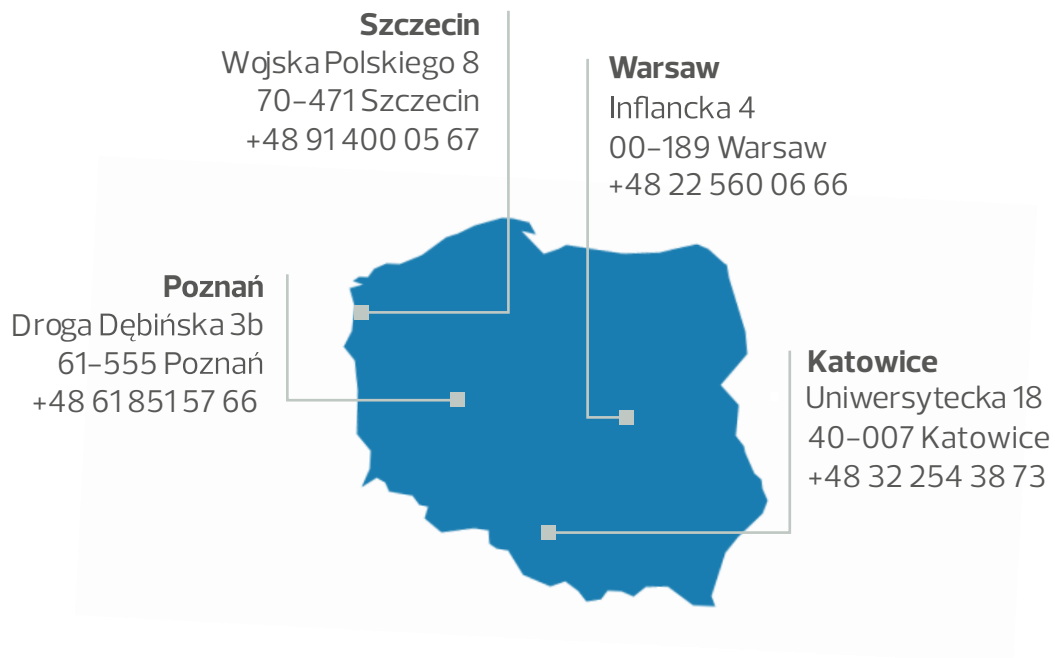 Szczecin
Wojska Polskiego 8
70-471 Szczecin
+48 91 400 05 67
Warsaw
Inflancka 4
00-189 Warsaw
+48 22 560 06 66
Poznań
Droga Dębińska 3b
61-555 Poznań
+48 61 851 57 66
Katowice
Uniwersytecka 18
40-007 Katowice
+48 32 254 38 73